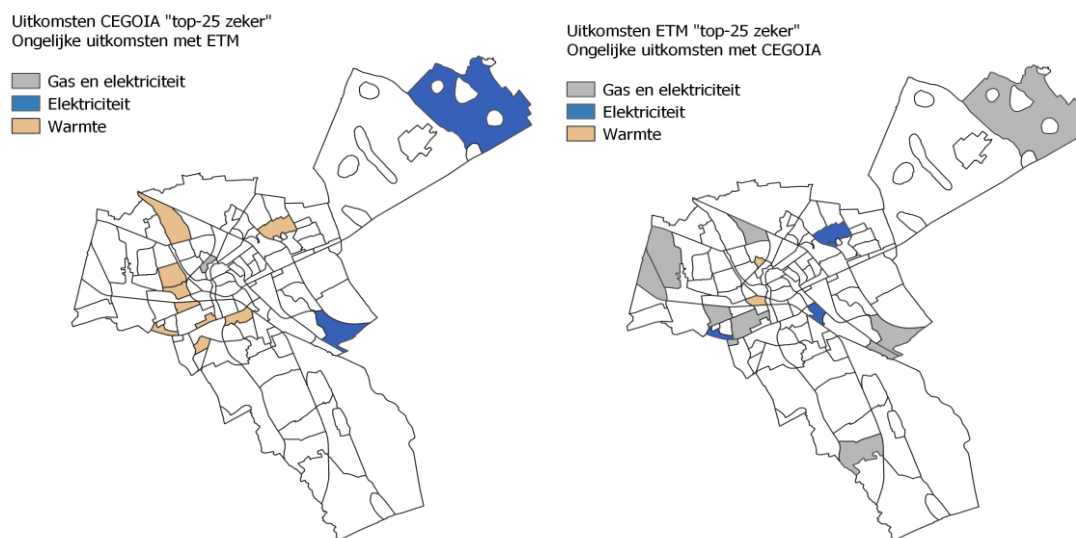 Uitkomsten CEGOIA "top-25 zeker"
Ongelijke uitkomsten met ETM
Gas en elektriciteit
Elektriciteit
Warmte
Uitkomsten ETM "top-25 zeker"
Ongelijke uitkomsten met CEGOIA
Gas en elektriciteit
Elektriciteit
Warmte